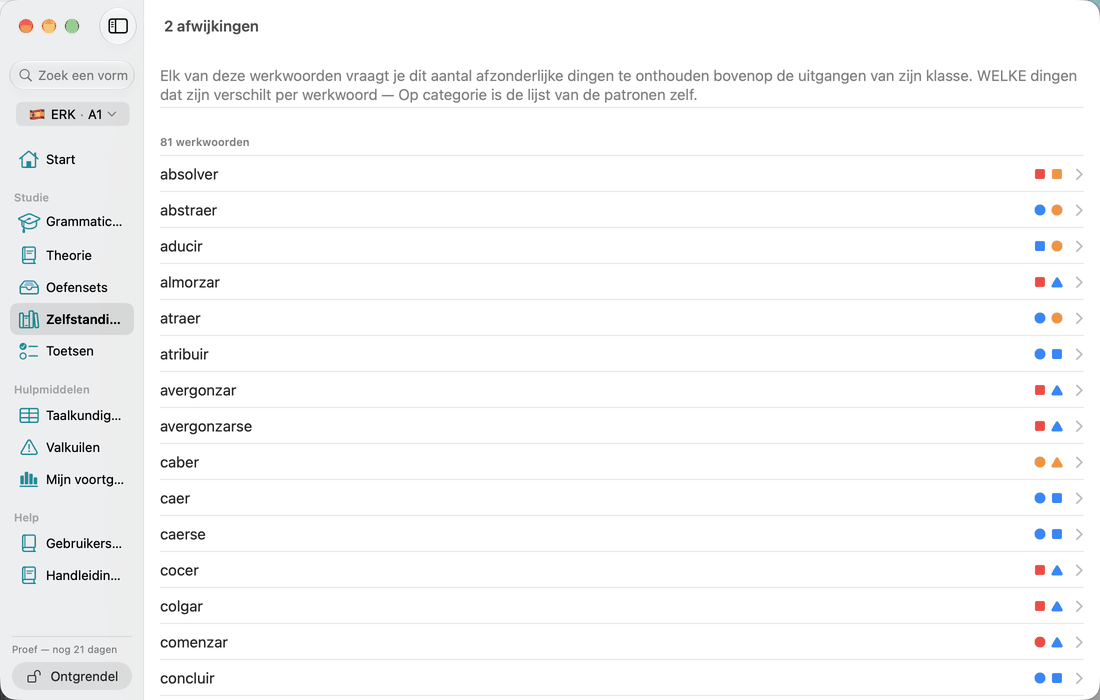 2 afwijkingen
Zoek een vorm
ERK · A1
Start
Studie
Grammatic...
Theorie
Oefensets
Zelfstandi...
Toetsen
Hulpmiddelen
Taalkundig...
Valkuilen
Mijn voortg...
Help
Gebruikers...
Handleidin...
Proef — nog 21 dagen
Ontgrendel
Elk van deze werkwoorden vraagt je dit aantal afzonderlijke dingen te onthouden bovenop de uitgangen van zijn klasse. WELKE dingen
dat zijn verschilt per werkwoord — Op categorie is de lijst van de patronen zelf.
81 werkwoorden
absolver
abstraer
aducir
almorzar
atraer
atribuir
avergonzar
avergonzarse
caber
caer
caerse
cocer
colgar
comenzar
concluir